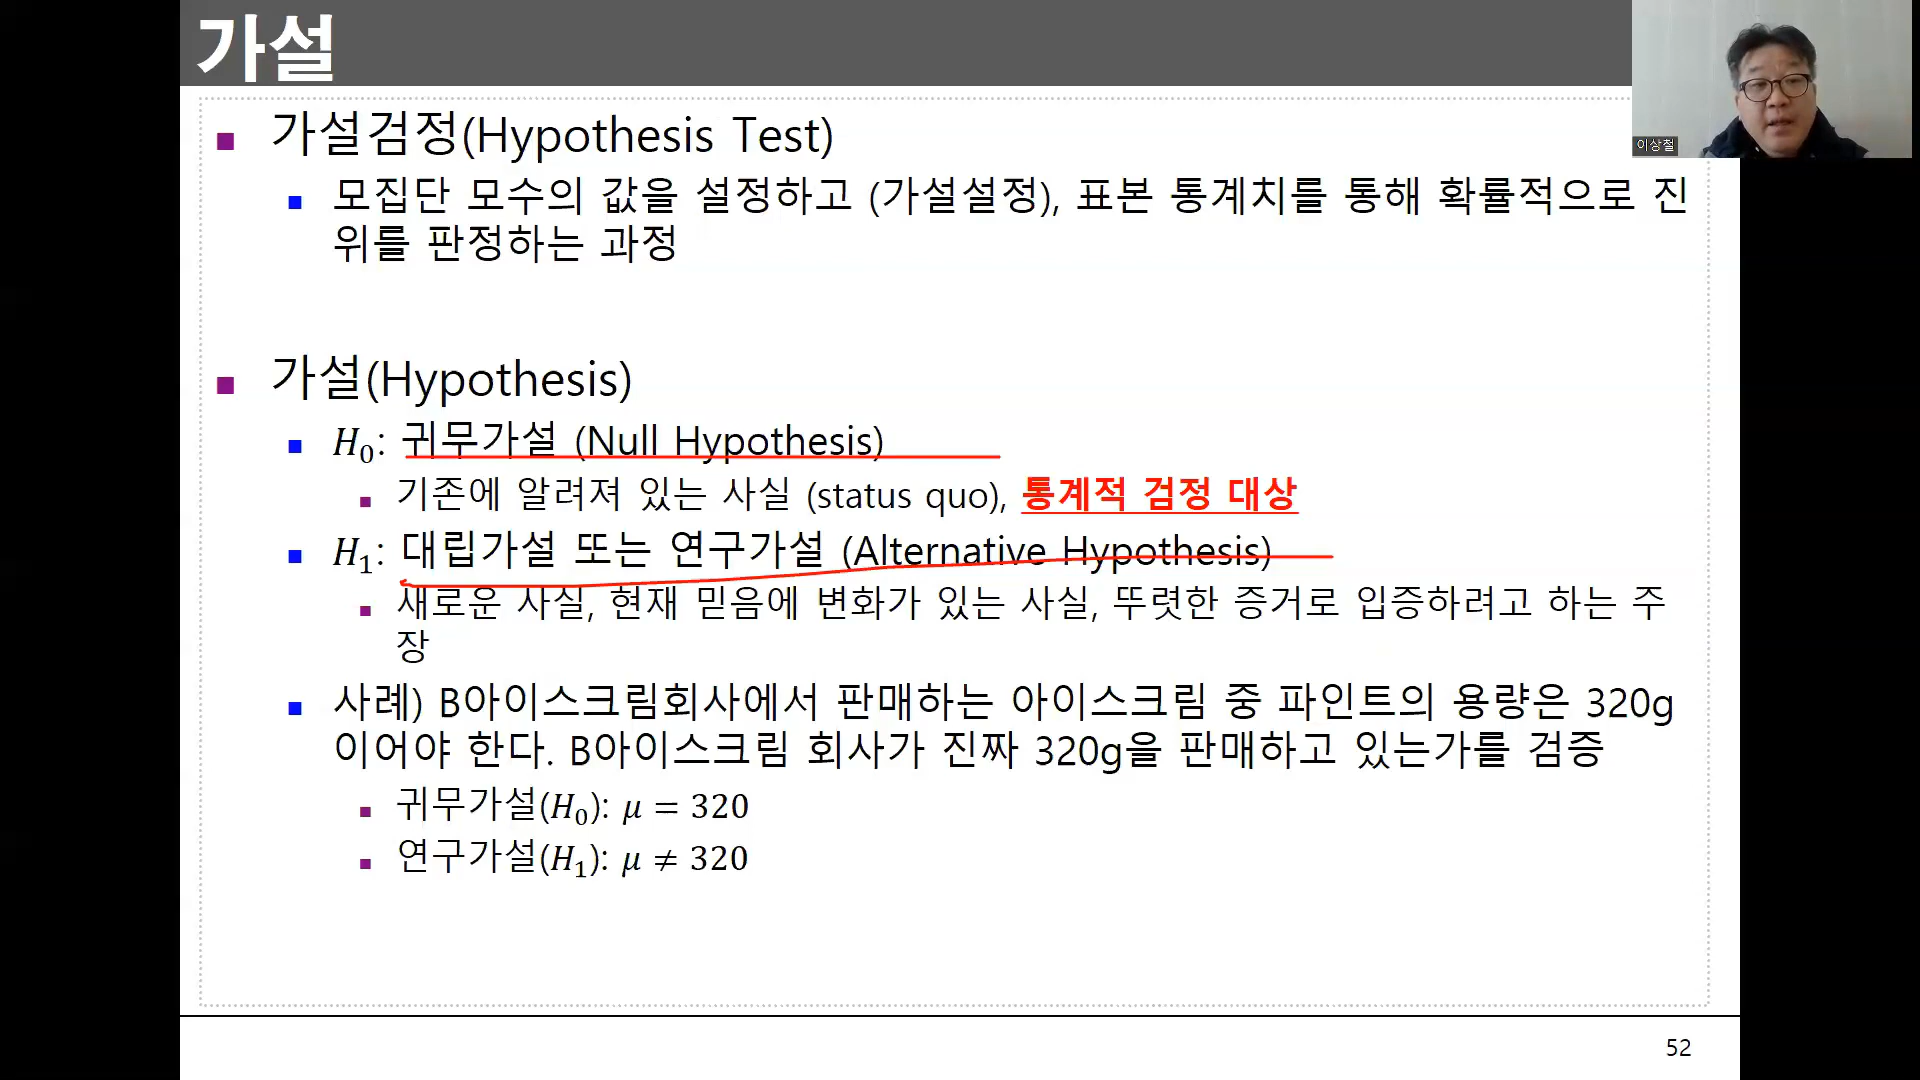 가설
이상철
가설검정(Hypothesis Test)
모집단 모수의 값을 설정하고 (가설설정), 표본 통계치를 통해 확률적으로 진
위를 판정하는 과정
가설(Hypothesis)
H₀: 귀무가설 (Null Hypothesis)
기존에 알려져 있는 사실 (status quo), 통계적 검정 대상
H₁: 대립가설 또는 연구가설 (Alternative Hypothesis)
새로운 사실, 현재 믿음에 변화가 있는 사실, 뚜렷한 증거로 입증하려고 하는 주
장
사례) B아이스크림회사에서 판매하는 아이스크림 중 파인트의 용량은 320g
이어야 한다. B아이스크림 회사가 진짜 320g을 판매하고 있는가를 검증
귀무가설(H₀): μ = 320
연구가설(H₁): μ ≠ 320
52